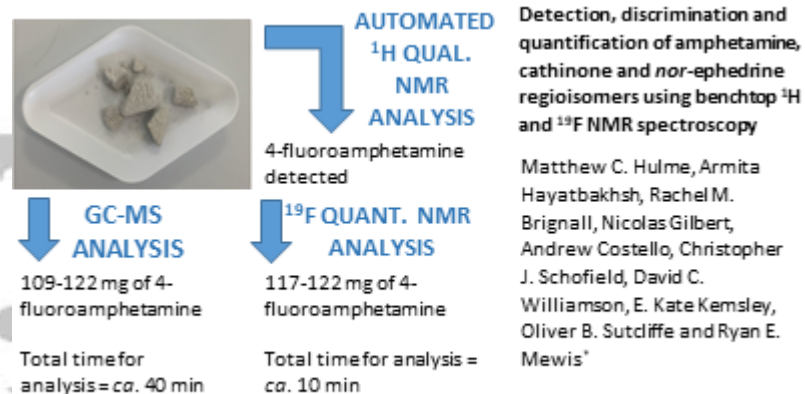 AUTOMATED
¹H QUAL.
NMR
ANALYSIS
4-fluoroamphetamine
detected
GC-MS
ANALYSIS
109-122 mg of 4-
fluoroamphetamine
Total time for
analysis = ca. 40 min
¹⁹F QUANT. NMR
ANALYSIS
117-122 mg of 4-
fluoroamphetamine
Total time for analysis =
ca. 10 min
Detection, discrimination and
quantification of amphetamine,
cathinone and nor-ephedrine
regioisomers using benchtop ¹H
and ¹⁹F NMR spectroscopy
Matthew C. Hulme, Armita
Hayatbakhsh, Rachel M.
Brignall, Nicolas Gilbert,
Andrew Costello, Christopher
J. Schofield, David C.
Williamson, E. Kate Kemsley,
Oliver B. Sutcliffe and Ryan E.
Mewis*